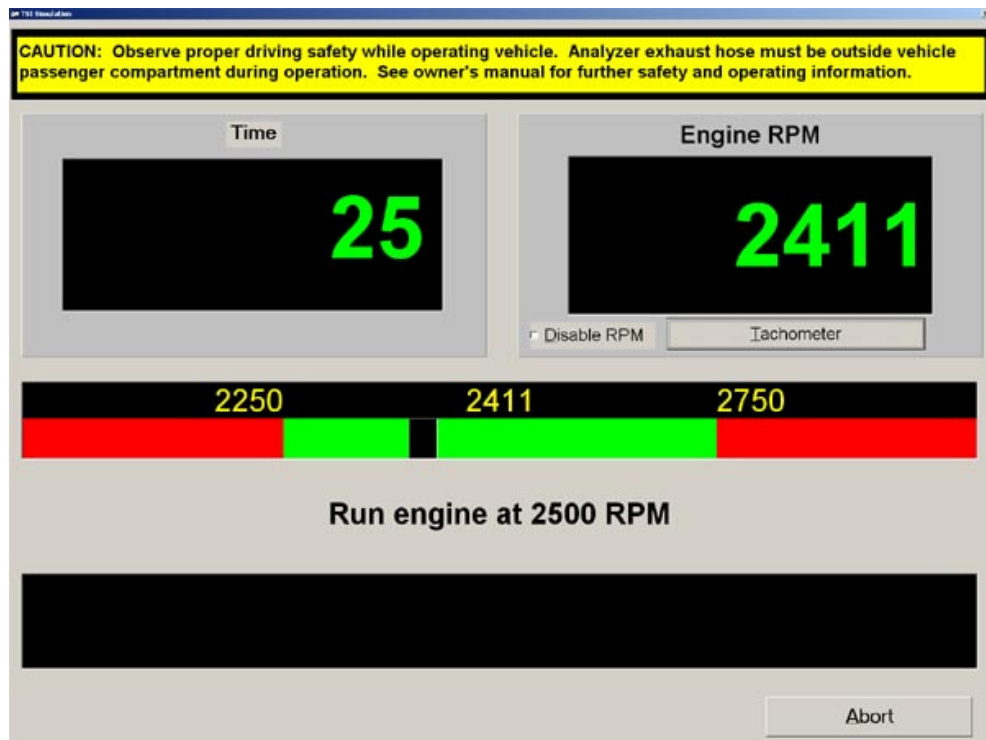 TSI Simulation
CAUTION: Observe proper driving safety while operating vehicle. Analyzer exhaust hose must be outside vehicle
passenger compartment during operation. See owner's manual for further safety and operating information.
Time
Engine RPM
25
2411
Disable RPM
Tachometer
2250 2411 2750
Run engine at 2500 RPM
Abort